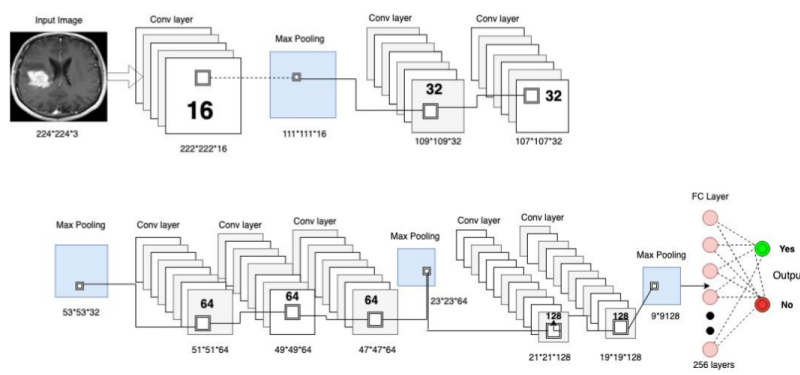 Input Image
Conv layer
Max Pooling
Conv layer
Conv layer
16
32
32
224*224*3
222*222*16
111*111*16
109*109*32
107*107*32
Max Pooling
Conv layer
Conv layer
Conv layer
Max Pooling
Conv layer
Conv layer
Max Pooling
FC Layer
64
64
64
128
128
Yes
Output
No
53*53*32
51*51*64
49*49*64
47*47*64
23*23*64
21*21*128
19*19*128
9*9128
256 layers